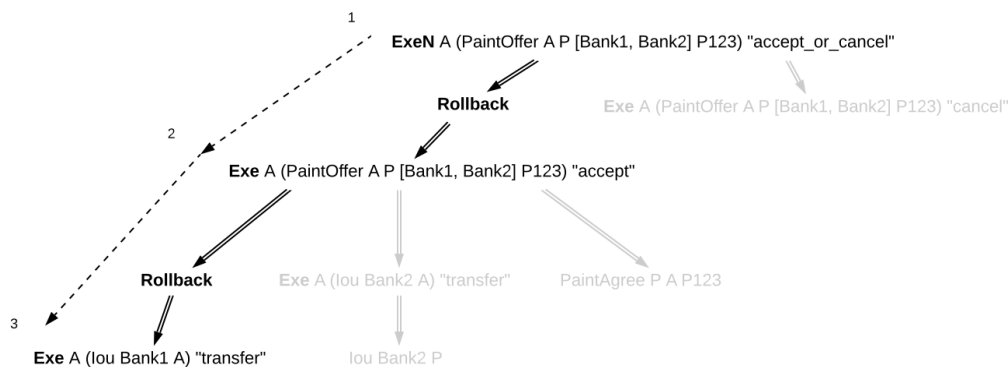 1
ExeN A (PaintOffer A P [Bank1, Bank2] P123) "accept_or_cancel"
Rollback
Exe A (PaintOffer A P [Bank1, Bank2] P123) "cancel"
2
Exe A (PaintOffer A P [Bank1, Bank2] P123) "accept"
Rollback
Exe A (Iou Bank2 A) "transfer"
PaintAgree P A P123
3
Exe A (Iou Bank1 A) "transfer"
Iou Bank2 P